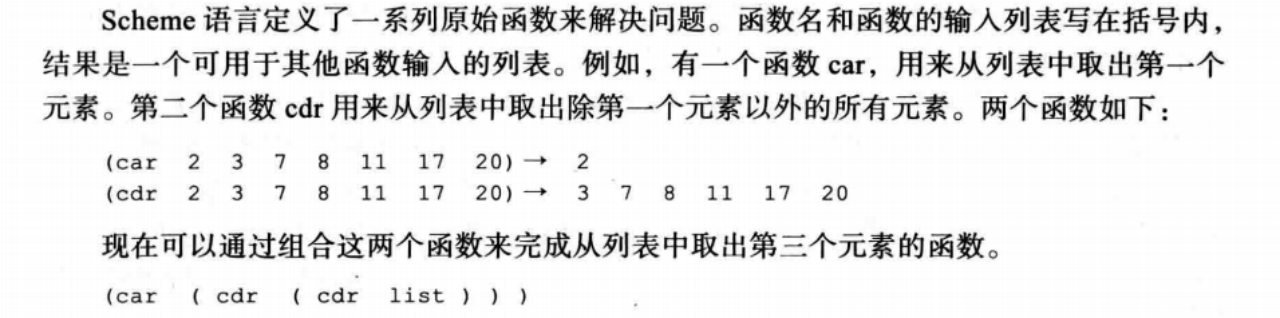 Scheme 语言定义了一系列原始函数来解决问题。函数名和函数的输入列表写在括号内，
结果是一个可用于其他函数输入的列表。例如，有一个函数 car，用来从列表中取出第一个
元素。第二个函数 cdr 用来从列表中取出除第一个元素以外的所有元素。两个函数如下：
(car 2 3 7 8 11 17 20) → 2
(cdr 2 3 7 8 11 17 20) → 3 7 8 11 17 20
现在可以通过组合这两个函数来完成从列表中取出第三个元素的函数。
(car ( cdr ( cdr list ) ) )